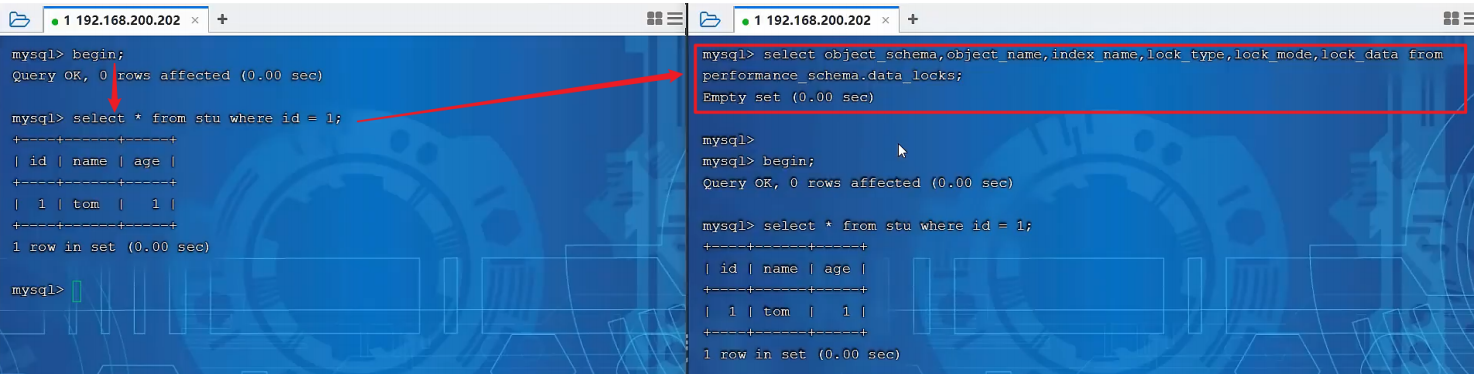 1 192.168.200.202 × +
mysql> begin;
Query OK, 0 rows affected (0.00 sec)
mysql> select * from stu where id = 1;
+----+------+-----+
| id | name | age |
+----+------+-----+
|  1 | tom  |   1 |
+----+------+-----+
1 row in set (0.00 sec)
mysql>
1 192.168.200.202 × +
mysql> select object_schema,object_name,index_name,lock_type,lock_mode,lock_data from
performance_schema.data_locks;
Empty set (0.00 sec)
mysql>
mysql> begin;
Query OK, 0 rows affected (0.00 sec)
mysql> select * from stu where id = 1;
+----+------+-----+
| id | name | age |
+----+------+-----+
|  1 | tom  |   1 |
+----+------+-----+
1 row in set (0.00 sec)